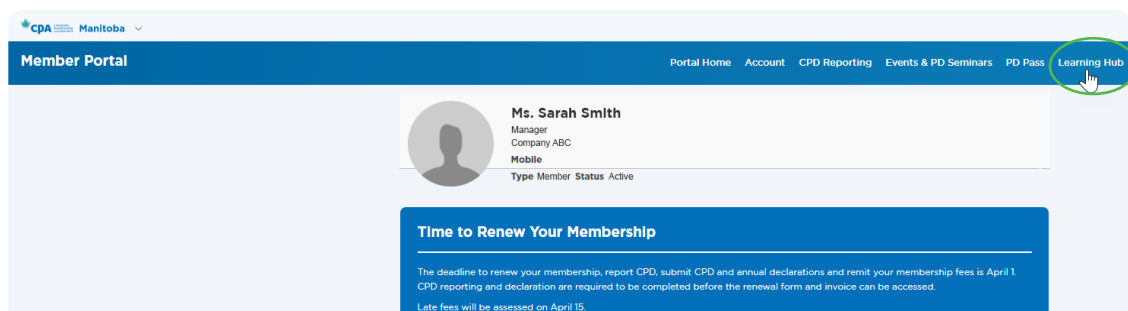 CPA Manitoba
Member Portal
Portal Home Account CPD Reporting Events & PD Seminars PD Pass Learning Hub
Ms. Sarah Smith
Manager
Company ABC
Mobile
Type Member Status Active
Time to Renew Your Membership
The deadline to renew your membership, report CPD, submit CPD and annual declarations and remit your membership fees is April 1.
CPD reporting and declaration are required to be completed before the renewal form and invoice can be accessed.
Late fees will be assessed on April 15.